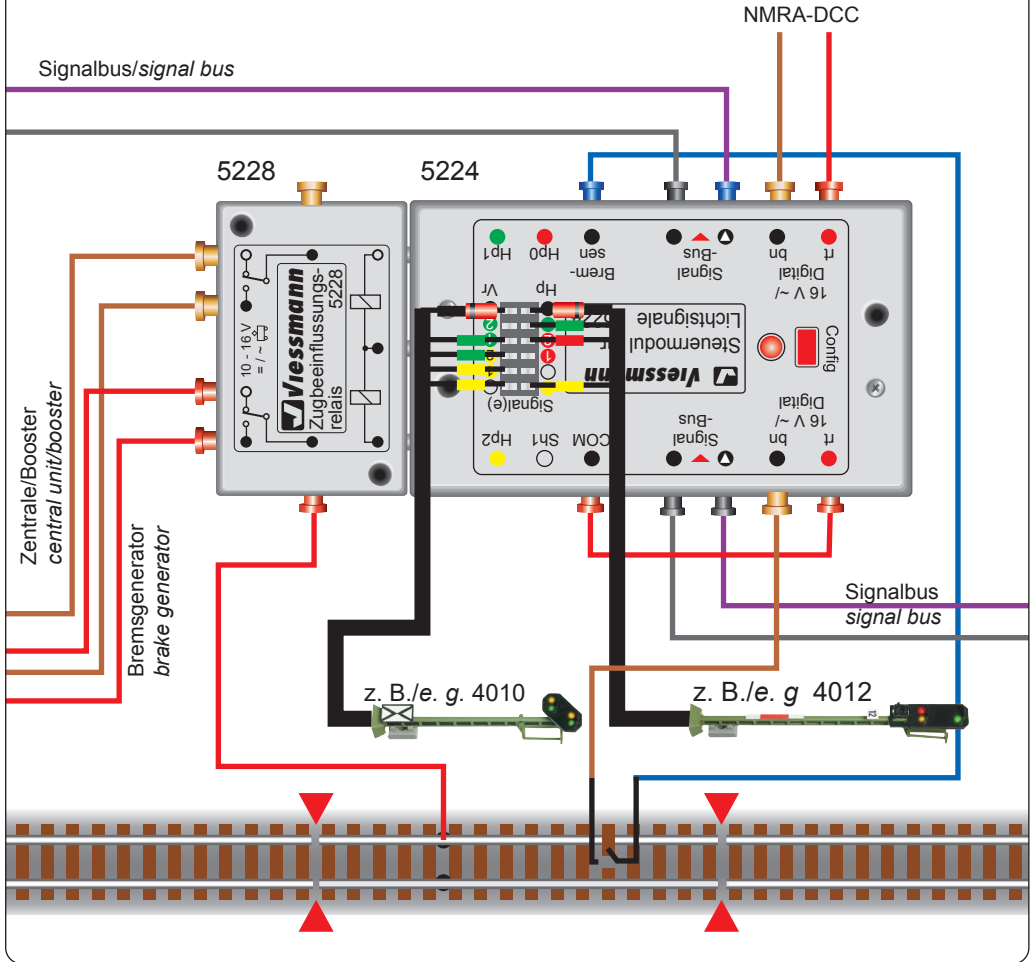 NMRA-DCC
Signalbus/signal bus
5228
5224
10 - 16 V
= / ~
Viessmann
Zugbeeinflussungs-
relais 5228
Hp1
Hp0
Brem-
sen
Signal
-Bus
bn
rt
16 V ~/
Digital
Vr
Hp
Steuermodul
Lichtsignale
Viessmann
Config
Signal(e)
Hp2
Sh1
COM
Signal
-Bus
bn
rt
16 V ~/
Digital
Zentrale/Booster
central unit/booster
Bremsgenerator
brake generator
Signalbus
signal bus
z. B./e. g. 4010
z. B./e. g 4012
12